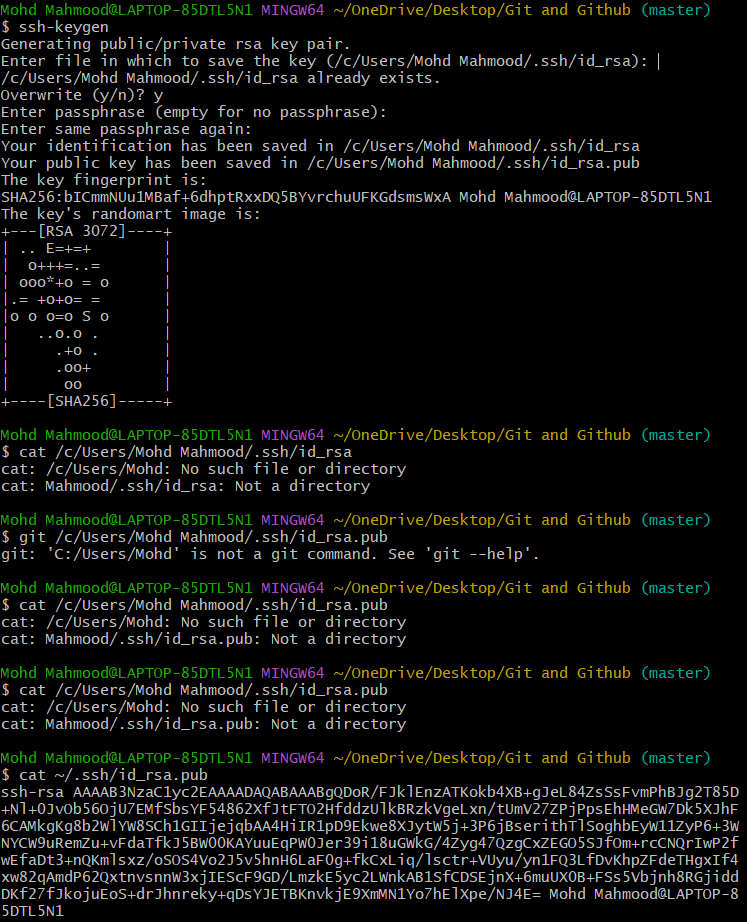 Mohd Mahmood@LAPTOP-85DTL5N1 MINGW64 ~/OneDrive/Desktop/Git and Github (master)
$ ssh-keygen
Generating public/private rsa key pair.
Enter file in which to save the key (/c/Users/Mohd Mahmood/.ssh/id_rsa):
/c/Users/Mohd Mahmood/.ssh/id_rsa already exists.
Overwrite (y/n)? y
Enter passphrase (empty for no passphrase):
Enter same passphrase again:
Your identification has been saved in /c/Users/Mohd Mahmood/.ssh/id_rsa
Your public key has been saved in /c/Users/Mohd Mahmood/.ssh/id_rsa.pub
The key fingerprint is:
SHA256:bICmmNUu1MBaf+6dhptRxxDQ5BYvrchuUFKGdsmsWxA Mohd Mahmood@LAPTOP-85DTL5N1
The key's randomart image is:
+---[RSA 3072]----+
| .. E=+=+        |
|  o+++=..=       |
| ooo*+o = o      |
|.= +o+o= =       |
|o o o=o S o      |
|   ..o.o .       |
|     .+o .       |
|     .oo+        |
|      oo         |
+----[SHA256]-----+
Mohd Mahmood@LAPTOP-85DTL5N1 MINGW64 ~/OneDrive/Desktop/Git and Github (master)
$ cat /c/Users/Mohd Mahmood/.ssh/id_rsa
cat: /c/Users/Mohd: No such file or directory
cat: Mahmood/.ssh/id_rsa: Not a directory
Mohd Mahmood@LAPTOP-85DTL5N1 MINGW64 ~/OneDrive/Desktop/Git and Github (master)
$ git /c/Users/Mohd Mahmood/.ssh/id_rsa.pub
git: 'C:/Users/Mohd' is not a git command. See 'git --help'.
Mohd Mahmood@LAPTOP-85DTL5N1 MINGW64 ~/OneDrive/Desktop/Git and Github (master)
$ cat /c/Users/Mohd Mahmood/.ssh/id_rsa.pub
cat: /c/Users/Mohd: No such file or directory
cat: Mahmood/.ssh/id_rsa.pub: Not a directory
Mohd Mahmood@LAPTOP-85DTL5N1 MINGW64 ~/OneDrive/Desktop/Git and Github (master)
$ cat /c/Users/Mohd Mahmood/.ssh/id_rsa.pub
cat: /c/Users/Mohd: No such file or directory
cat: Mahmood/.ssh/id_rsa.pub: Not a directory
Mohd Mahmood@LAPTOP-85DTL5N1 MINGW64 ~/OneDrive/Desktop/Git and Github (master)
$ cat ~/.ssh/id_rsa.pub
ssh-rsa AAAAB3NzaC1yc2EAAAADAQABAAABgQDoR/FJklEnzATKokb4XB+gJeL84ZsSsFvmPhBJg2T85D
+Nl+0JvOb56OjU7EMfSbsYF54862XfJtFTO2HfddzUlkBRzkVgeLxn/tUmV27ZPjPpsEhHMeGW7Dk5XJhF
6CAMkgKg8b2WlYW8SCh1GIIjejqbAA4HiIR1pD9Ekwe8XJytW5j+3P6jBserithTlSoghbEyW11ZyP6+3W
NYCW9uRemZu+vFdaTfkJ5BWO0KAYuuEqPWOJer39i18uGWkG/4Zyg47QzgCxZEGO5SJfOm+rcCNQrIwP2f
wEfaDt3+nQKmlsxz/oSOS4Vo2J5v5hnH6LaF0g+fkCxLiq/lsctr+VUyu/yn1FQ3LfDvKhpZFdeTHgxIf4
xw82qAmdP62QxtnvsnnW3xjIEScF9GD/LmzkE5yc2LWnkAB1SfCDSEjnX+6muUXOB+FSs5Vbjnh8RGjidd
DKf27fJkojuEoS+drJhnreky+qDsYJETBKnvkjE9XmMN1Yo7hElXpe/NJ4E= Mohd Mahmood@LAPTOP-8
5DTL5N1